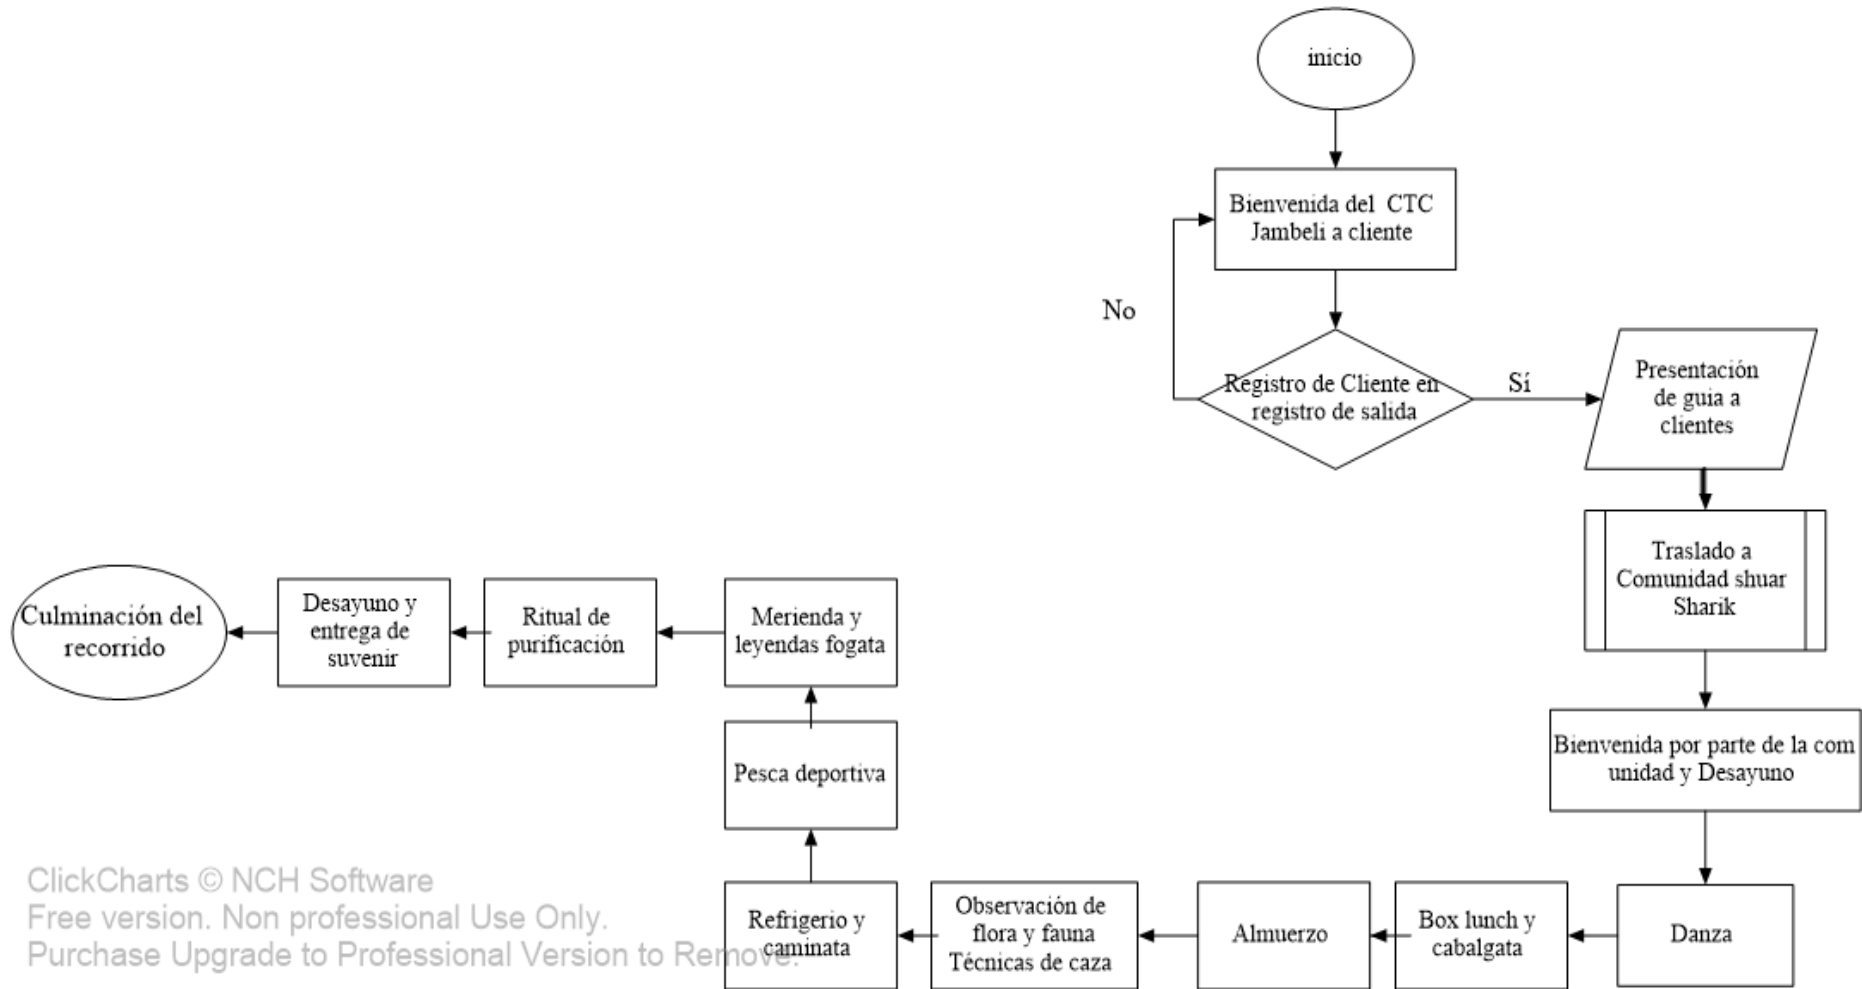 inicio
Bienvenida del CTC
Jambeli a cliente
No
Registro de Cliente en
registro de salida
Sí
Presentación
de guia a
clientes
Traslado a
Comunidad shuar
Sharik
Bienvenida por parte de la com
unidad y Desayuno
Danza
Box lunch y
cabalgata
Almuerzo
Observación de
flora y fauna
Técnicas de caza
Refrigerio y
caminata
Pesca deportiva
Merienda y
leyendas fogata
Ritual de
purificación
Desayuno y
entrega de
suvenir
Culminación del
recorrido
ClickCharts © NCH Software
Free version. Non professional Use Only.
Purchase Upgrade to Professional Version to Remove.